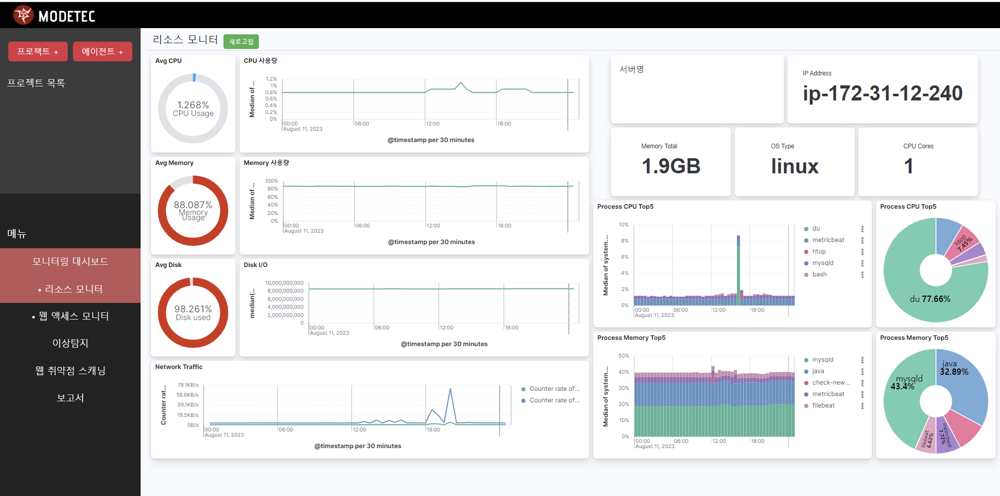 MODETEC
프로젝트 +
에이전트 +
프로젝트 목록
메뉴
모니터링 대시보드
• 리소스 모니터
• 웹 액세스 모니터
이상탐지
웹 취약점 스캐닝
보고서
리소스 모니터
새로고침
Avg CPU
1.268%
CPU Usage
CPU 사용량
Median of ...
1.2%
1%
0.8%
0.6%
0.4%
0.2%
0%
00:00
August 11, 2023
06:00
12:00
18:00
@timestamp per 30 minutes
Avg Memory
88.087%
Memory
Usage
Memory 사용량
Median of ...
100%
80%
60%
40%
20%
0%
00:00
August 11, 2023
06:00
12:00
18:00
@timestamp per 30 minutes
Avg Disk
98.261%
Disk used
Disk I/O
median(...
10,000,000,000
8,000,000,000
6,000,000,000
4,000,000,000
2,000,000,000
0
00:00
August 11, 2023
06:00
12:00
18:00
@timestamp per 30 minutes
Network Traffic
Counter rat...
78.1KB/s
58.6KB/s
39.1KB/s
19.5KB/s
0B/s
00:00
August 11, 2023
06:00
12:00
18:00
@timestamp per 30 minutes
Counter rate of...
Counter rate of...
서버명
IP Address
ip-172-31-12-240
Memory Total
1.9GB
OS Type
linux
CPU Cores
1
Process CPU Top5
Median of system....
10%
8%
6%
4%
2%
0%
00:00
August 11, 2023
06:00
12:00
18:00
du
metricbeat
htop
mysqld
bash
Process CPU Top5
htop
7.45%
du 77.66%
Process Memory Top5
Median of system....
50%
40%
30%
20%
10%
0%
00:00
August 11, 2023
06:00
12:00
18:00
mysqld
java
check-new...
metricbeat
filebeat
Process Memory Top5
java
32.89%
mysqld
43.4%
filebeat
6.62%
metricbeat
7.72%